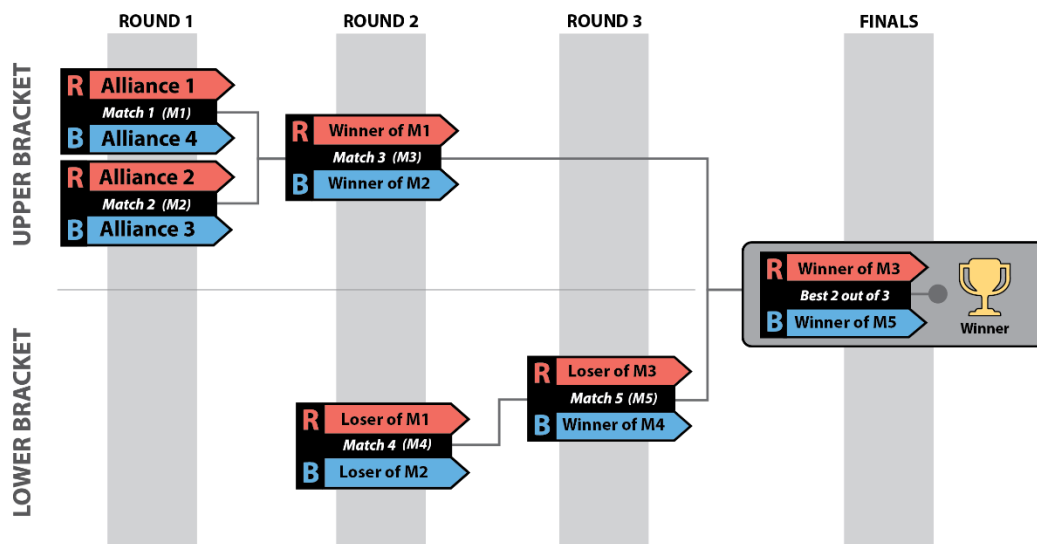 ROUND 1
ROUND 2
ROUND 3
FINALS
UPPER BRACKET
R Alliance 1
Match 1 (M1)
B Alliance 4
R Alliance 2
Match 2 (M2)
B Alliance 3
R Winner of M1
Match 3 (M3)
B Winner of M2
R Winner of M3
Best 2 out of 3
B Winner of M5
Winner
LOWER BRACKET
R Loser of M1
Match 4 (M4)
B Loser of M2
R Loser of M3
Match 5 (M5)
B Winner of M4